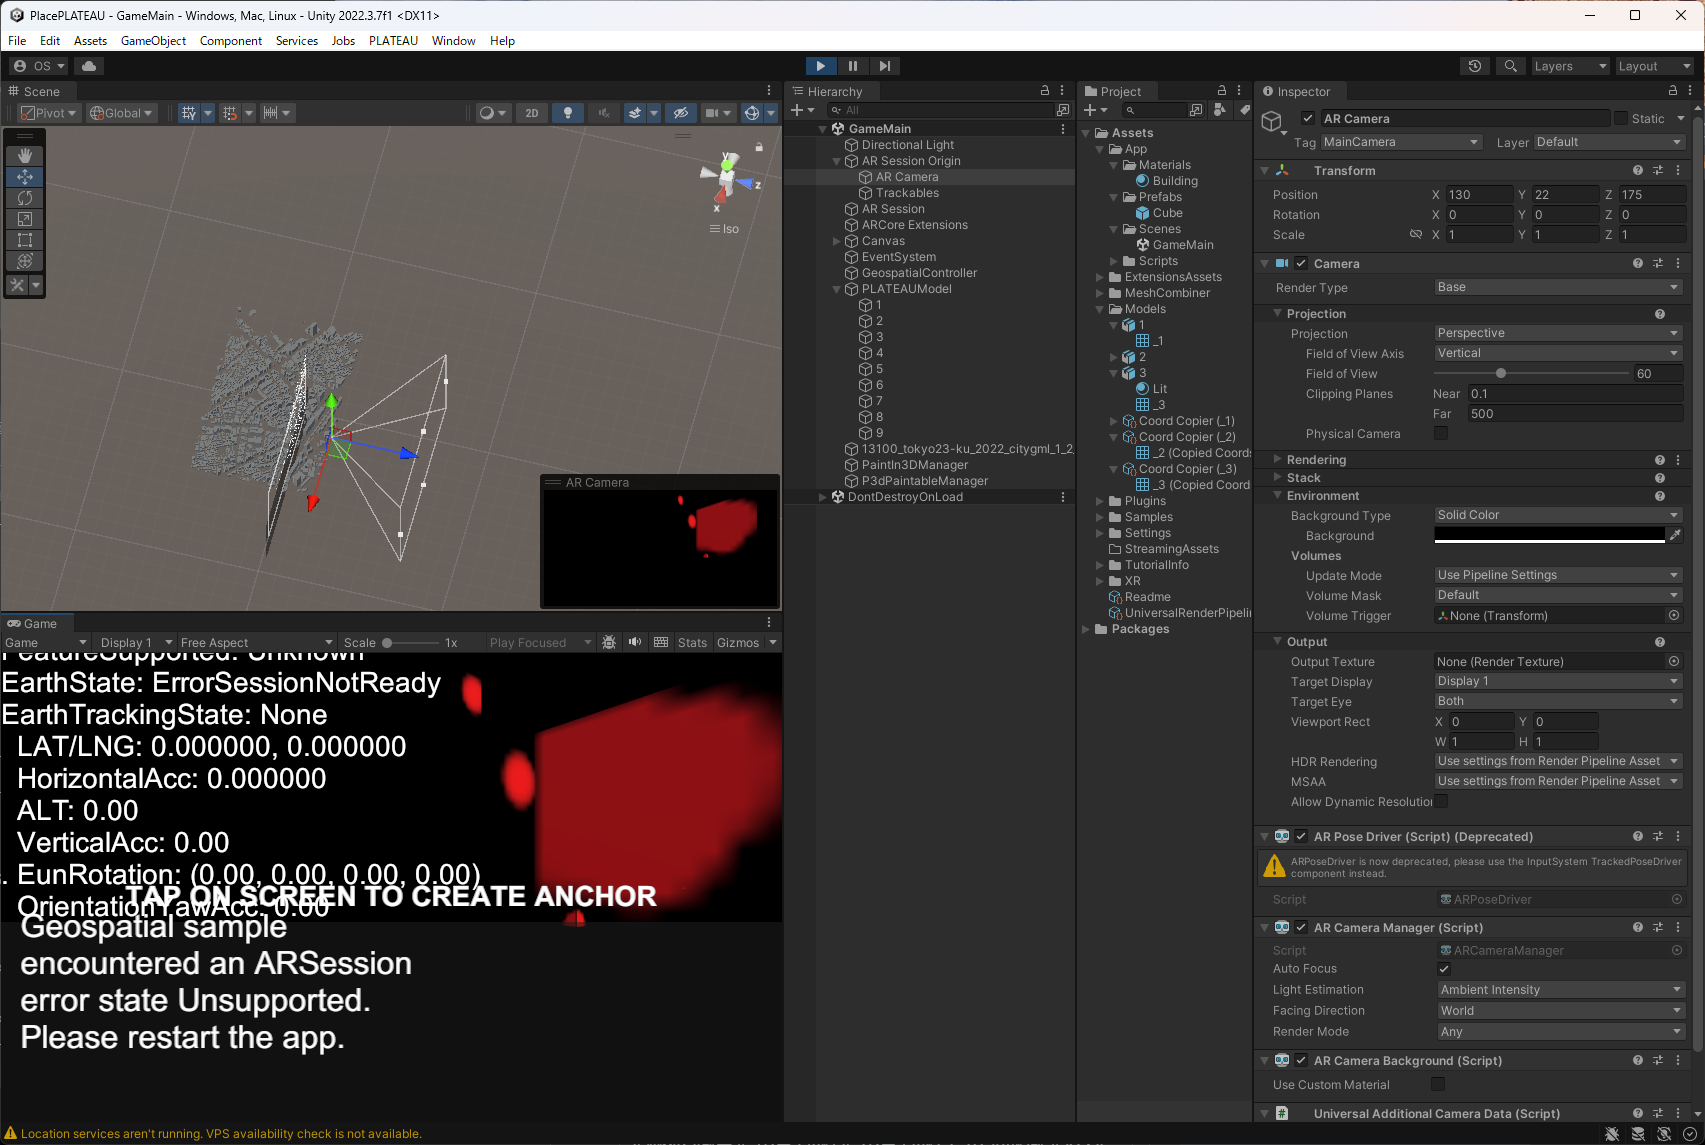 PlacePLATEAU - GameMain - Windows, Mac, Linux - Unity 2022.3.7f1 <DX11>
File Edit Assets GameObject Component Services Jobs PLATEAU Window Help
OS
Layers
Layout
Scene
Pivot
Global
2D
y
z
x
Iso
AR Camera
Game
Game
Display 1
Free Aspect
Scale
1x
Play Focused
Stats
Gizmos
FeatureSupported: Unknown
EarthState: ErrorSessionNotReady
EarthTrackingState: None
LAT/LNG: 0.000000, 0.000000
HorizontalAcc: 0.000000
ALT: 0.00
VerticalAcc: 0.00
EunRotation: (0.00, 0.00, 0.00, 0.00)
OrientationYawAcc: 0.00
TAP ON SCREEN TO CREATE ANCHOR
Geospatial sample
encountered an ARSession
error state Unsupported.
Please restart the app.
Location services aren't running. VPS availability check is not available.
Hierarchy
All
GameMain
Directional Light
AR Session Origin
AR Camera
Trackables
AR Session
ARCore Extensions
Canvas
EventSystem
GeospatialController
PLATEAUModel
1
2
3
4
5
6
7
8
9
13100_tokyo23-ku_2022_citygml_1_2_
PaintIn3DManager
P3dPaintableManager
DontDestroyOnLoad
Project
Assets
App
Materials
Building
Prefabs
Cube
Scenes
GameMain
Scripts
ExtensionsAssets
MeshCombiner
Models
1
_1
2
3
Lit
_3
Coord Copier (_1)
Coord Copier (_2)
_2 (Copied Coords
Coord Copier (_3)
_3 (Copied Coord
Plugins
Samples
Settings
StreamingAssets
TutorialInfo
XR
Readme
UniversalRenderPipelin
Packages
Inspector
AR Camera
Static
Tag MainCamera Layer Default
Transform
Position X 130 Y 22 Z 175
Rotation X 0 Y 0 Z 0
Scale X 1 Y 1 Z 1
Camera
Render Type Base
Projection
Projection Perspective
Field of View Axis Vertical
Field of View 60
Clipping Planes Near 0.1
Far 500
Physical Camera
Rendering
Stack
Environment
Background Type Solid Color
Background
Volumes
Update Mode Use Pipeline Settings
Volume Mask Default
Volume Trigger None (Transform)
Output
Output Texture None (Render Texture)
Target Display Display 1
Target Eye Both
Viewport Rect X 0 Y 0
W 1 H 1
HDR Rendering Use settings from Render Pipeline Asset
MSAA Use settings from Render Pipeline Asset
Allow Dynamic Resolution
AR Pose Driver (Script) (Deprecated)
ARPoseDriver is now deprecated, please use the InputSystem TrackedPoseDriver
component instead.
Script ARPoseDriver
AR Camera Manager (Script)
Script ARCameraManager
Auto Focus
Light Estimation Ambient Intensity
Facing Direction World
Render Mode Any
AR Camera Background (Script)
Use Custom Material
Universal Additional Camera Data (Script)